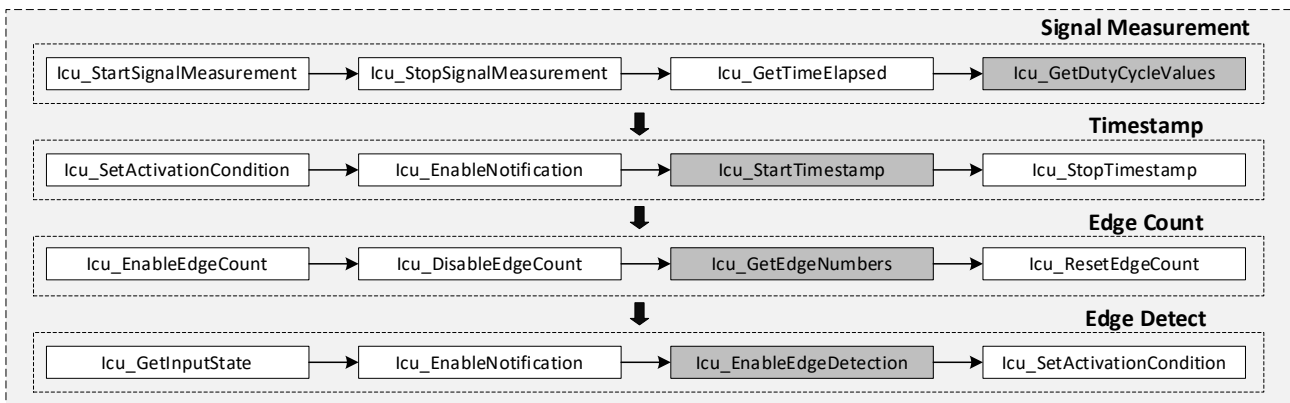 Signal Measurement
Icu_StartSignalMeasurement Icu_StopSignalMeasurement Icu_GetTimeElapsed Icu_GetDutyCycleValues
Timestamp
Icu_SetActivationCondition Icu_EnableNotification Icu_StartTimestamp Icu_StopTimestamp
Edge Count
Icu_EnableEdgeCount Icu_DisableEdgeCount Icu_GetEdgeNumbers Icu_ResetEdgeCount
Edge Detect
Icu_GetInputState Icu_EnableNotification Icu_EnableEdgeDetection Icu_SetActivationCondition